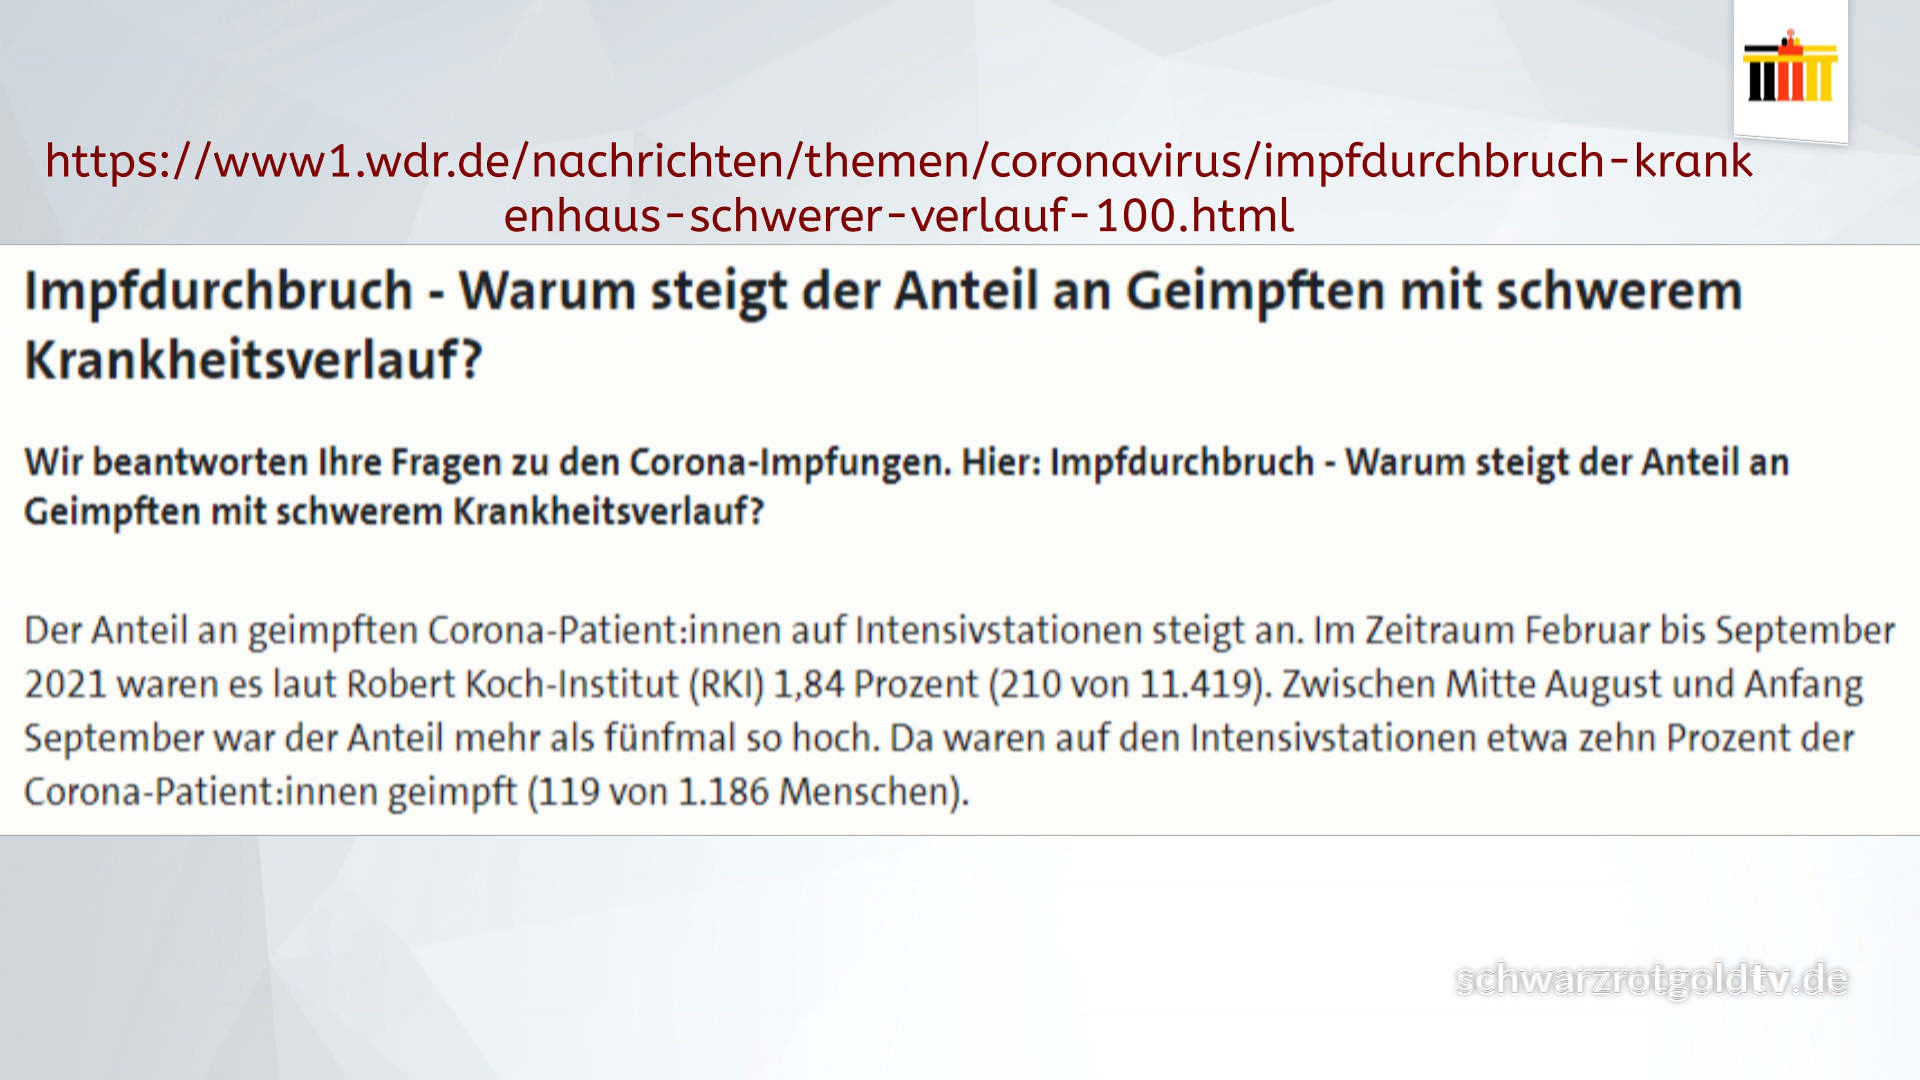 https://www1.wdr.de/nachrichten/themen/coronavirus/impfdurchbruch-krank
enhaus-schwerer-verlauf-100.html
Impfdurchbruch - Warum steigt der Anteil an Geimpften mit schwerem
Krankheitsverlauf?
Wir beantworten Ihre Fragen zu den Corona-Impfungen. Hier: Impfdurchbruch - Warum steigt der Anteil an
Geimpften mit schwerem Krankheitsverlauf?
Der Anteil an geimpften Corona-Patient:innen auf Intensivstationen steigt an. Im Zeitraum Februar bis September
2021 waren es laut Robert Koch-Institut (RKI) 1,84 Prozent (210 von 11.419). Zwischen Mitte August und Anfang
September war der Anteil mehr als fünfmal so hoch. Da waren auf den Intensivstationen etwa zehn Prozent der
Corona-Patient:innen geimpft (119 von 1.186 Menschen).
schwarzrotgoldtv.de